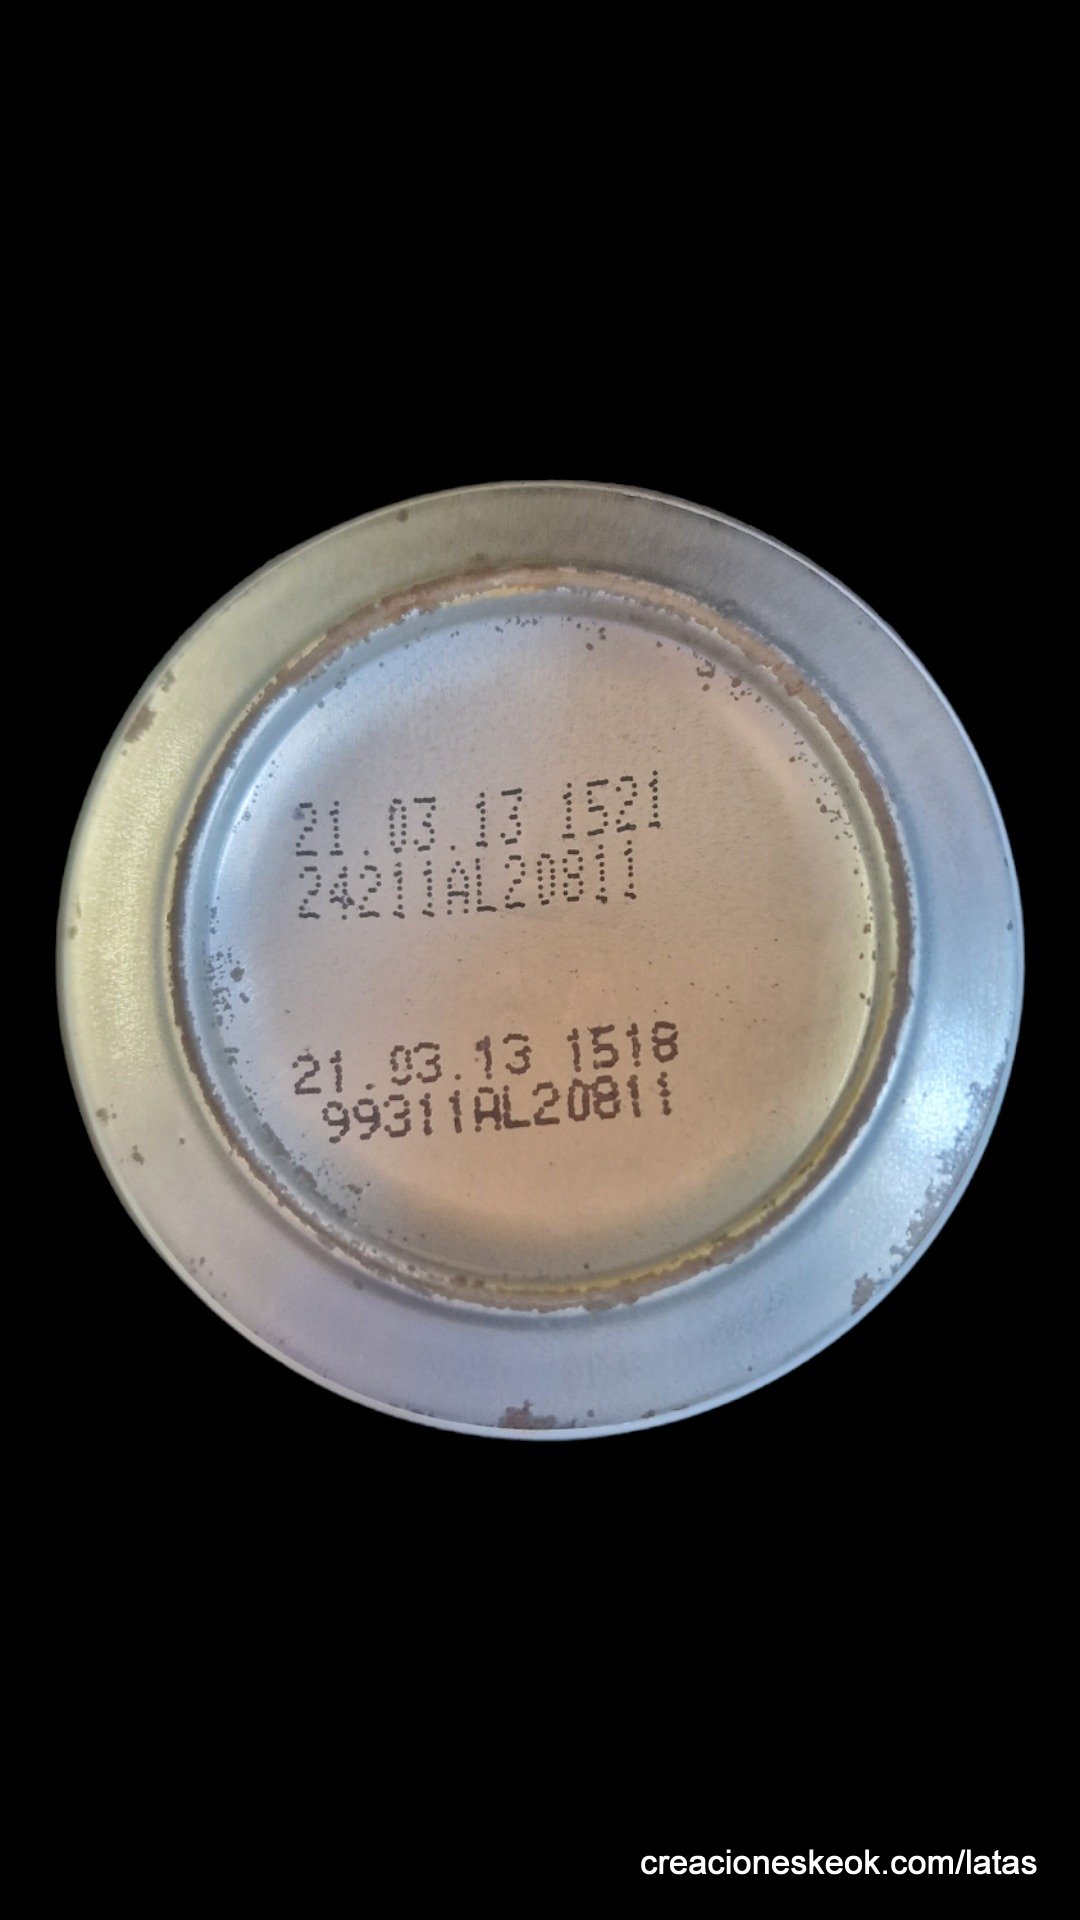 21.03.13 1521
24211AL20811
21.03.13 1518
99311AL20811
creacioneskeok.com/latas